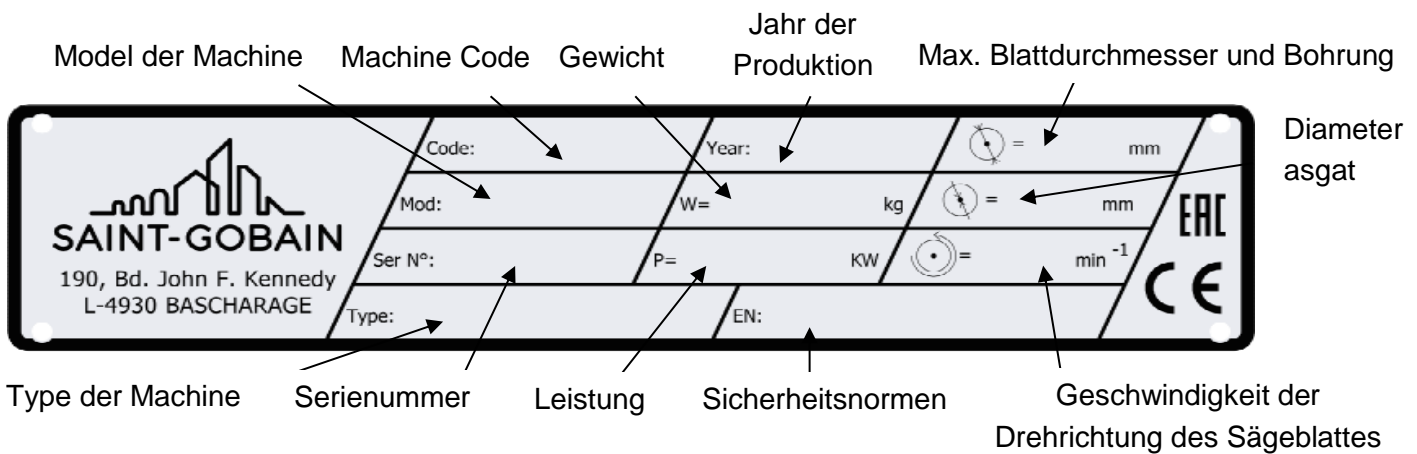 Model der Machine
Machine Code
Gewicht
Jahr der
Produktion
Max. Blattdurchmesser und Bohrung
Diameter
asgat
Code:
Year:
= mm
Mod:
W= kg
= mm
Ser N°:
P= KW
= min -1
Type:
EN:
SAINT-GOBAIN
190, Bd. John F. Kennedy
L-4930 BASCHARAGE
EAC
CE
Type der Machine
Serienummer
Leistung
Sicherheitsnormen
Geschwindigkeit der
Drehrichtung des Sägeblattes